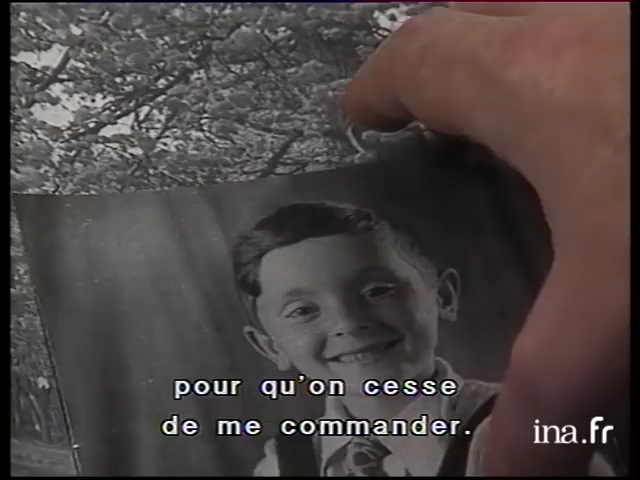 pour qu'on cesse
de me commander.
ina.fr